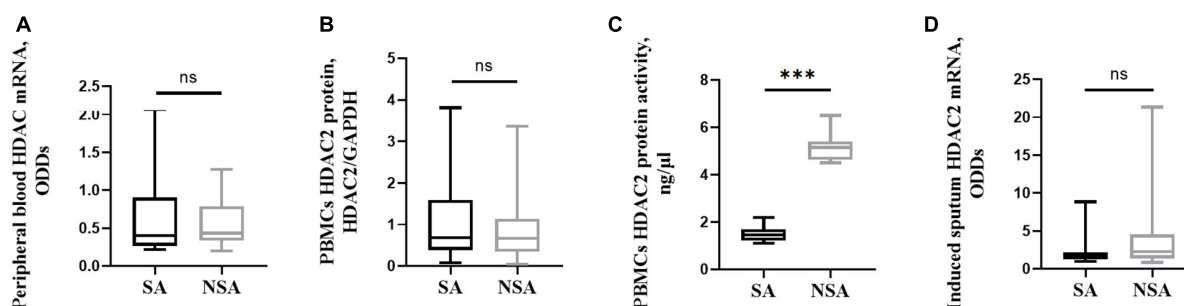 A
Peripheral blood HDAC mRNA,
ODDs
2.5
2.0
1.5
1.0
0.5
0.0
ns
SA NSA
B
PBMCs HDAC2 protein,
HDAC2/GAPDH
5
4
3
2
1
0
ns
SA NSA
C
PBMCs HDAC2 protein activity,
ng/μl
8
6
4
2
0
***
SA NSA
D
Induced sputum HDAC2 mRNA,
ODDs
25
20
15
10
5
0
ns
SA NSA